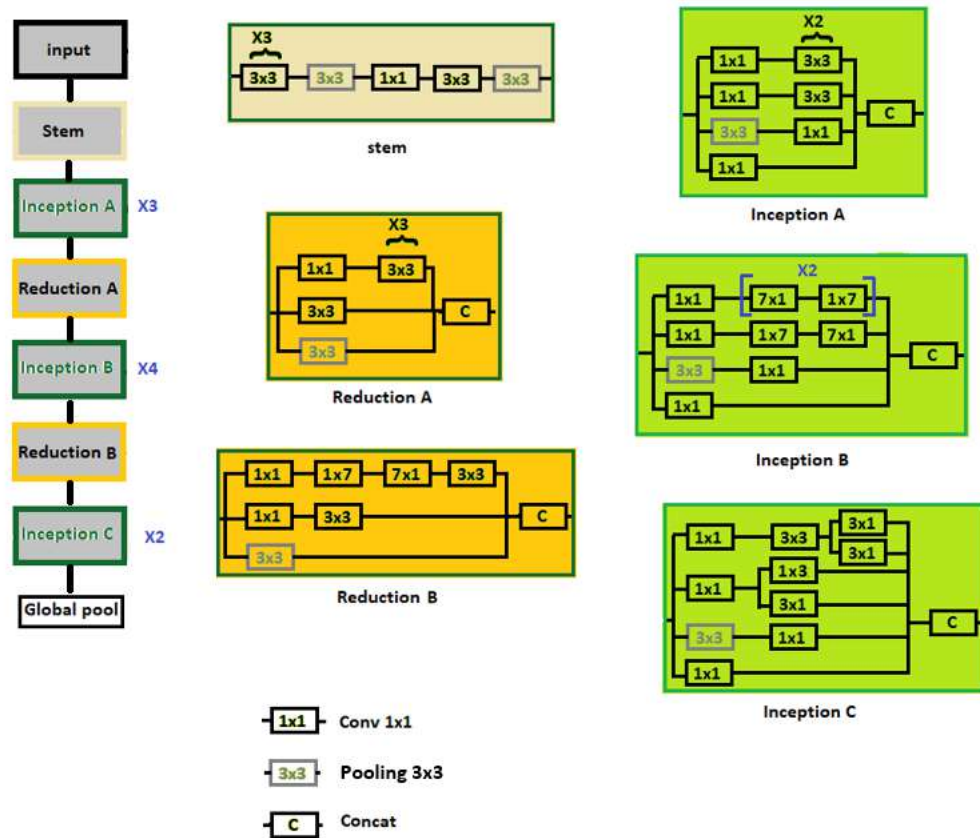 input
Stem
Inception A X3
Reduction A
Inception B X4
Reduction B
Inception C X2
Global pool
X3
3x3 3x3 1x1 3x3 3x3
stem
X3
1x1 3x3
3x3
C
3x3
Reduction A
1x1 1x7 7x1 3x3
1x1 3x3
C
3x3
Reduction B
X2
1x1 3x3
1x1 3x3
C
3x3 1x1
1x1
Inception A
X2
1x1 7x1 1x7
1x1 1x7 7x1
C
3x3 1x1
1x1
Inception B
3x1
1x1 3x3
3x1
1x3
1x1
3x1
C
3x3 1x1
1x1
Inception C
1x1 Conv 1x1
3x3 Pooling 3x3
C Concat